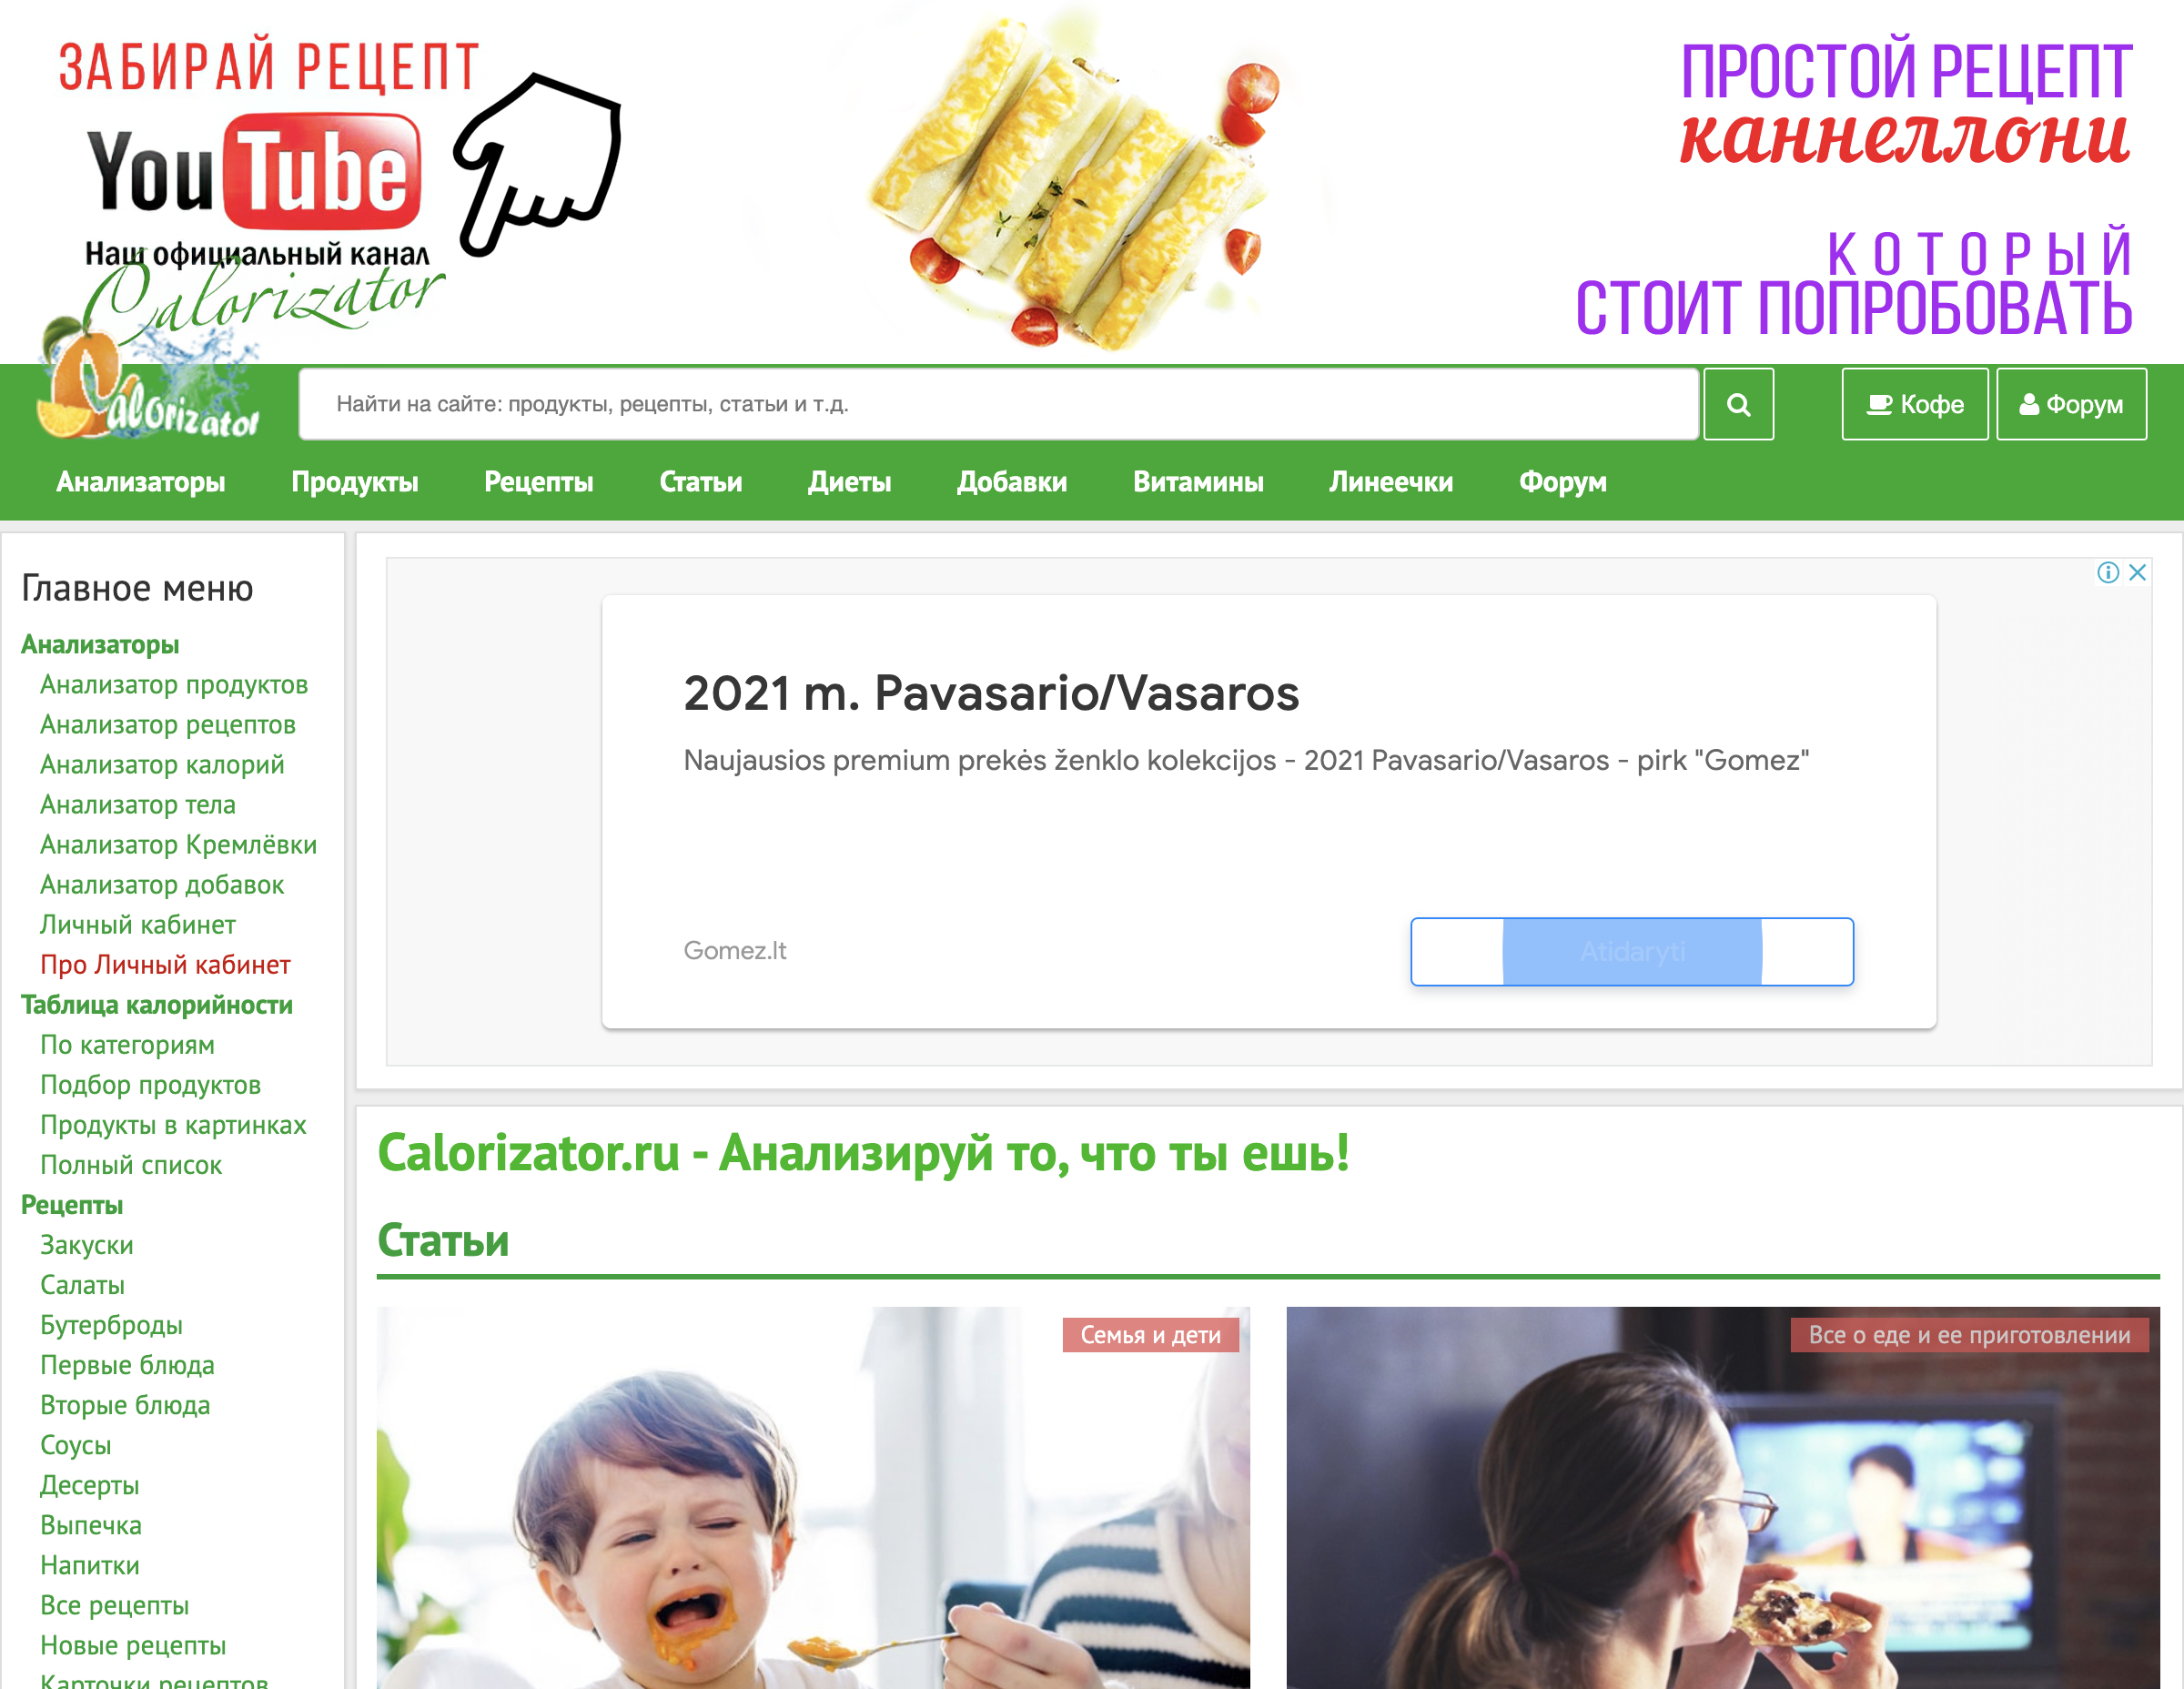 ЗАБИРАЙ РЕЦЕПТ
YouTube
Наш официальный канал
Calorizator
ПРОСТОЙ РЕЦЕПТ
каннеллони
КОТОРЫЙ
СТОИТ ПОПРОБОВАТЬ
Calorizator
Найти на сайте: продукты, рецепты, статьи и т.д.
Кофе
Форум
Анализаторы Продукты Рецепты Статьи Диеты Добавки Витамины Линеечки Форум
Главное меню
Анализаторы
Анализатор продуктов
Анализатор рецептов
Анализатор калорий
Анализатор тела
Анализатор Кремлёвки
Анализатор добавок
Личный кабинет
Про Личный кабинет
Таблица калорийности
По категориям
Подбор продуктов
Продукты в картинках
Полный список
Рецепты
Закуски
Салаты
Бутерброды
Первые блюда
Вторые блюда
Соусы
Десерты
Выпечка
Напитки
Все рецепты
Новые рецепты
Карточки рецептов
2021 m. Pavasario/Vasaros
Naujausios premium prekės ženklo kolekcijos - 2021 Pavasario/Vasaros - pirk "Gomez"
Gomez.lt
Atidaryti
Calorizator.ru - Анализируй то, что ты ешь!
Статьи
Семья и дети
Все о еде и ее приготовлении